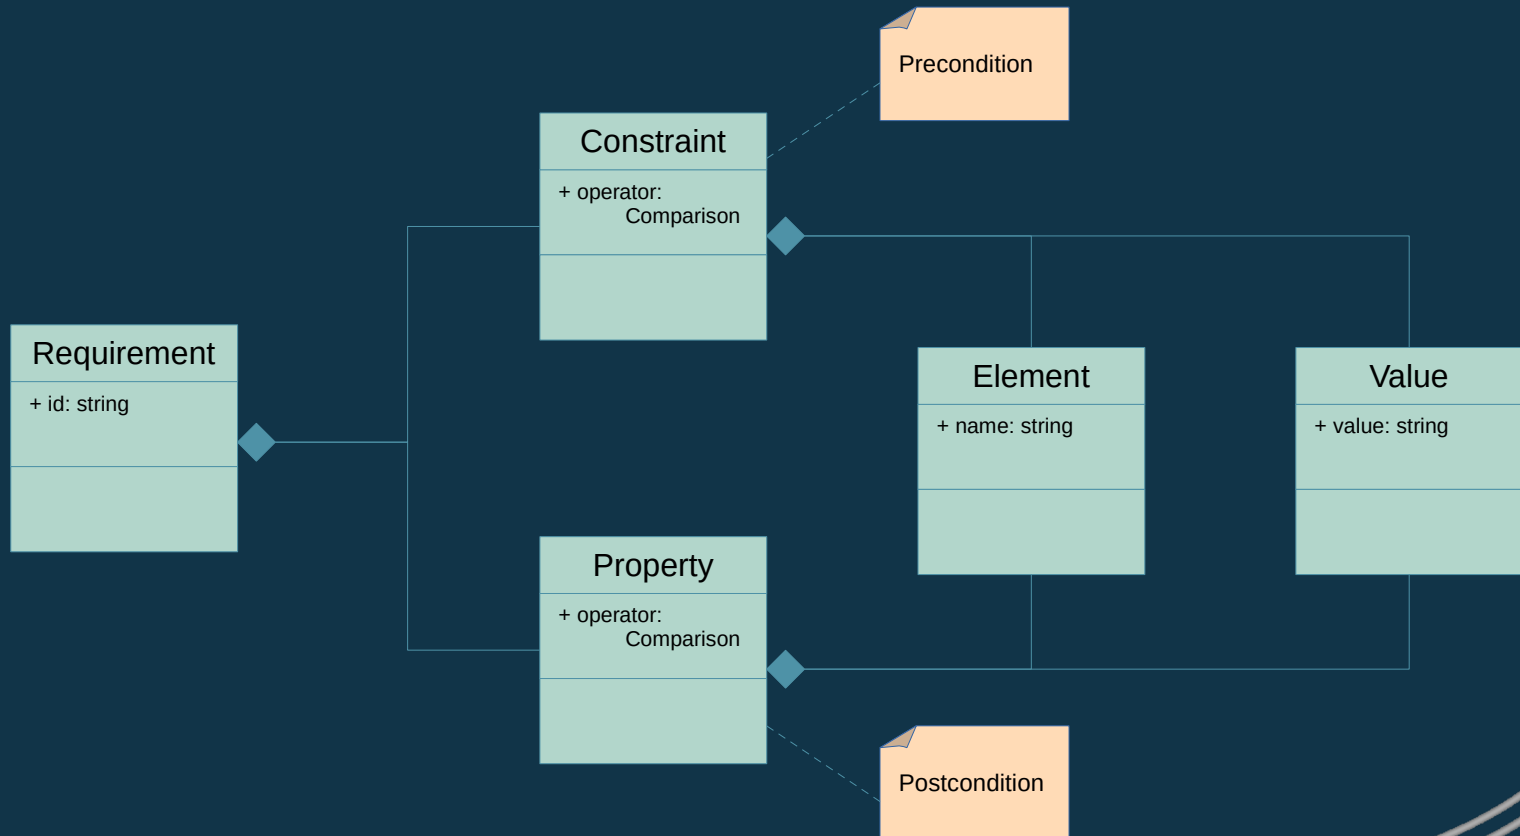 Precondition
Constraint
+ operator:
Comparison
Requirement
+ id: string
Element
+ name: string
Value
+ value: string
Property
+ operator:
Comparison
Postcondition